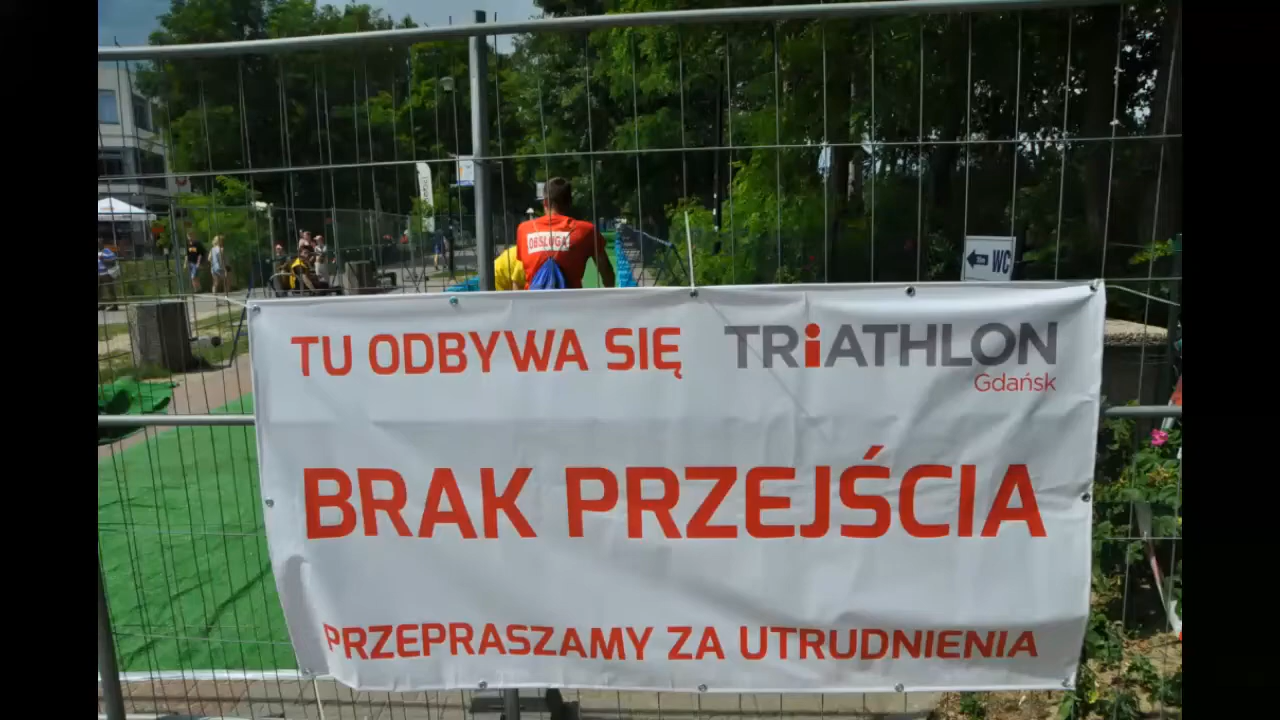 OBSŁUGA
WC
TU ODBYWA SIĘ TRiATHLON
Gdańsk
BRAK PRZEJŚCIA
PRZEPRASZAMY ZA UTRUDNIENIA